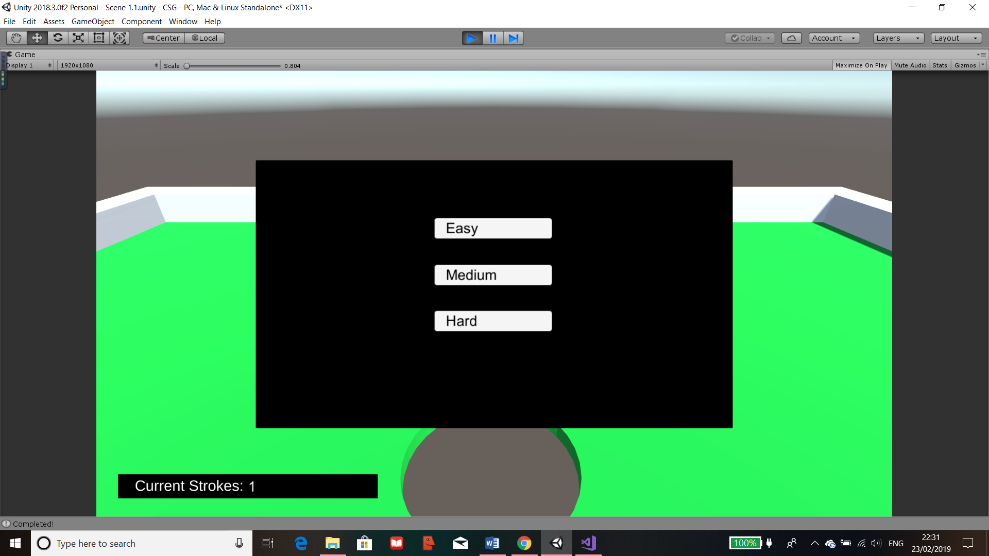 Unity 2018.3.0f2 Personal - Scene 1.1.unity - CSG - PC, Mac & Linux Standalone* <DX11>
File Edit Assets GameObject Component Window Help
Center Local Collab Account Layers Layout
Game
Display 1 1920x1080 Scale 0.804 Maximize On Play Mute Audio Stats Gizmos
Easy
Medium
Hard
Current Strokes: 1
Completed!
Type here to search 100% ENG 22:31
23/02/2019